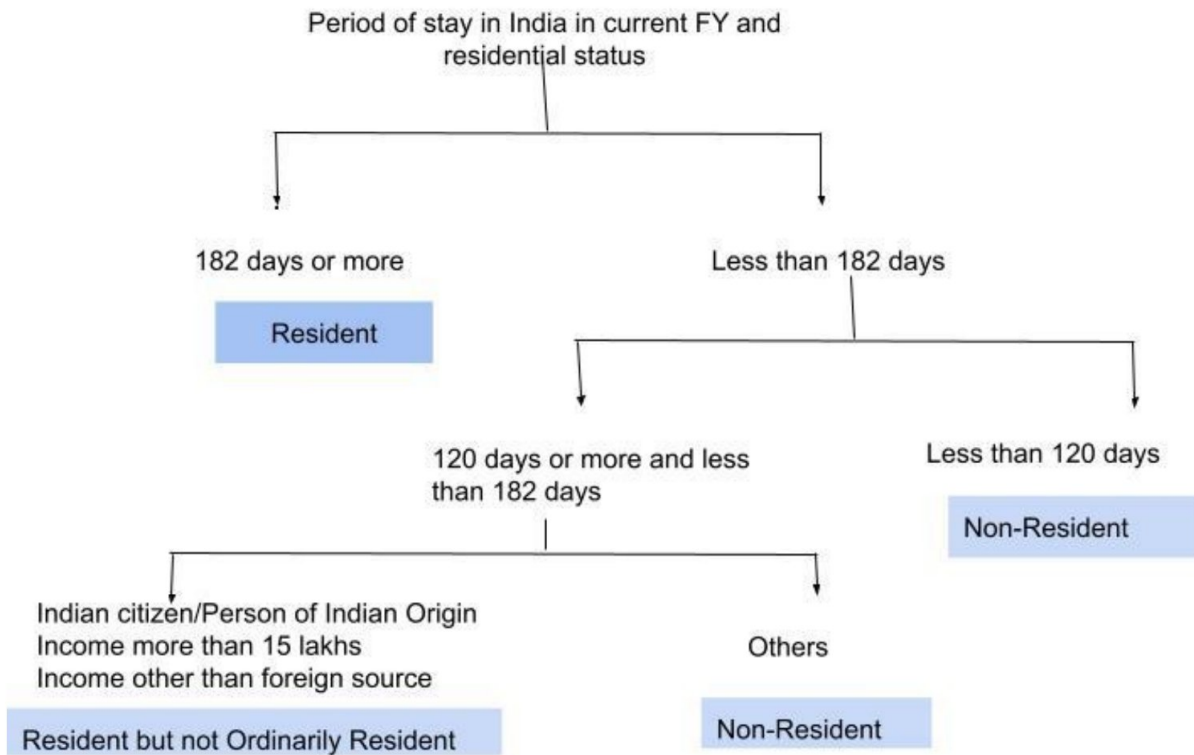 Period of stay in India in current FY and
residential status
182 days or more
Less than 182 days
Resident
120 days or more and less
than 182 days
Less than 120 days
Non-Resident
Indian citizen/Person of Indian Origin
Income more than 15 lakhs
Income other than foreign source
Others
Resident but not Ordinarily Resident
Non-Resident